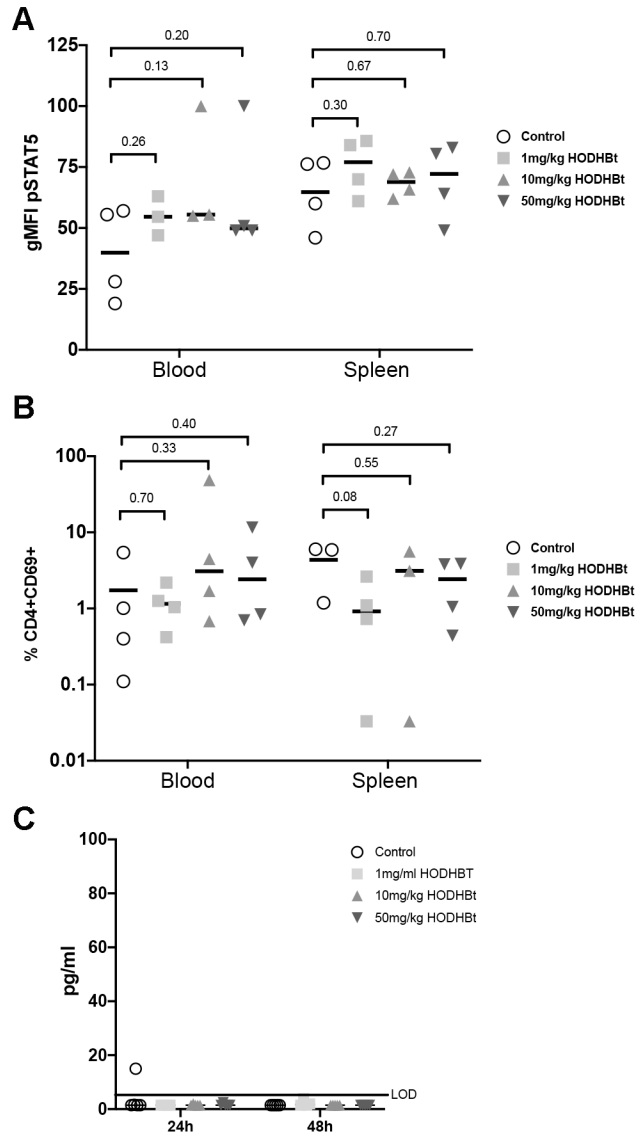 A
0.20
0.70
125
0.13
0.67
100
0.26
0.30
Control
1mg/kg HODHBt
10mg/kg HODHBt
50mg/kg HODHBt
gMFI pSTAT5
75
50
25
0
Blood
Spleen
B
0.40
0.27
100
0.33
0.55
0.70
0.08
10
Control
1mg/kg HODHBt
10mg/kg HODHBt
50mg/kg HODHBt
% CD4+CD69+
1
0.1
0.01
Blood
Spleen
C
100
Control
1mg/ml HODHBT
10mg/kg HODHBt
50mg/kg HODHBt
80
pg/ml
60
40
20
LOD
0
24h
48h